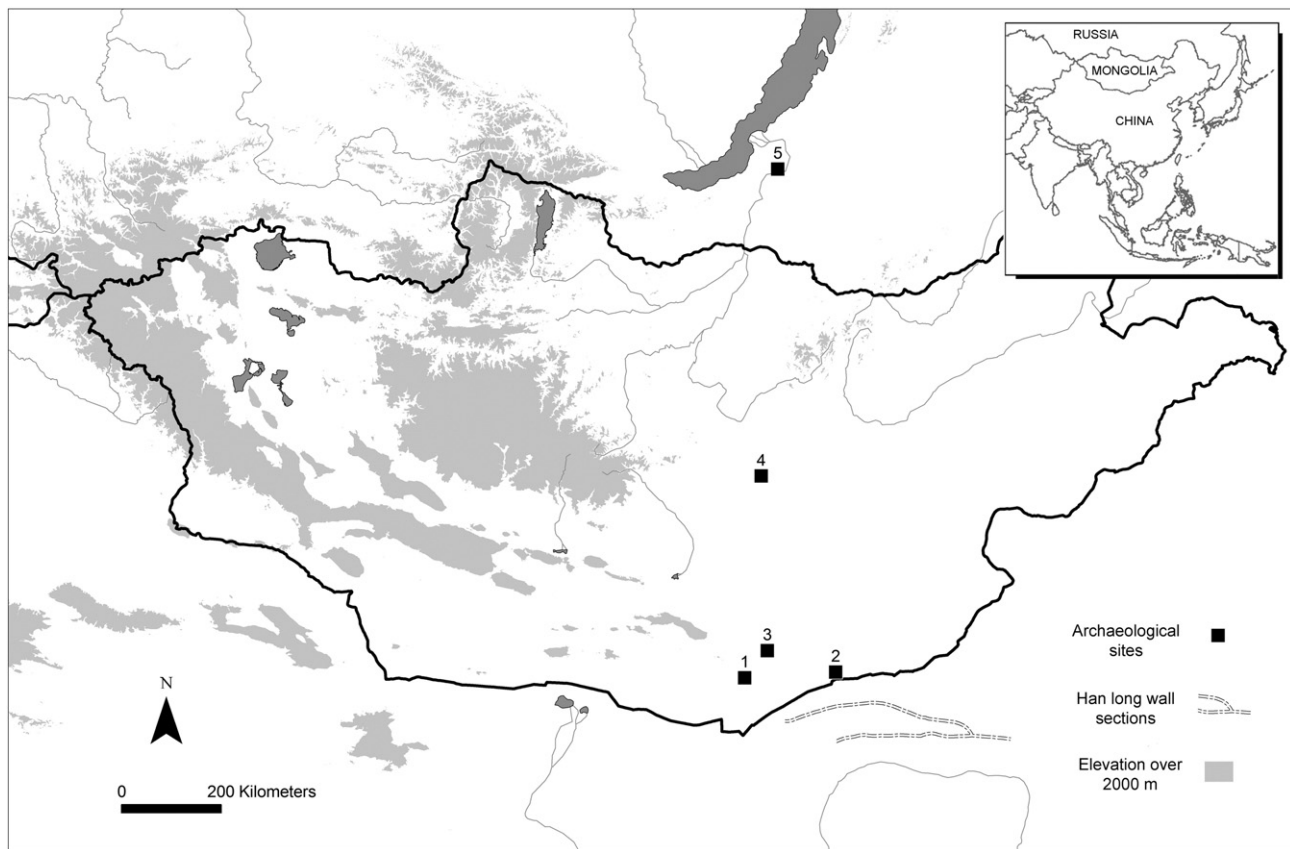 RUSSIA
MONGOLIA
CHINA
5
4
3
1
2
Archaeological
sites
Han long wall
sections
Elevation over
2000 m
N
0 200 Kilometers